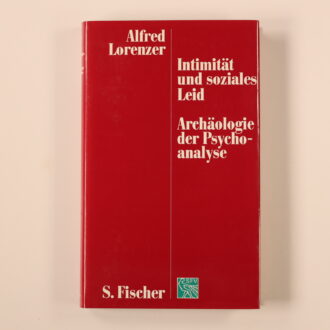 Alfred
Lorenzer
Intimität
und soziales
Leid
Archäologie
der Psycho-
analyse
S. Fischer